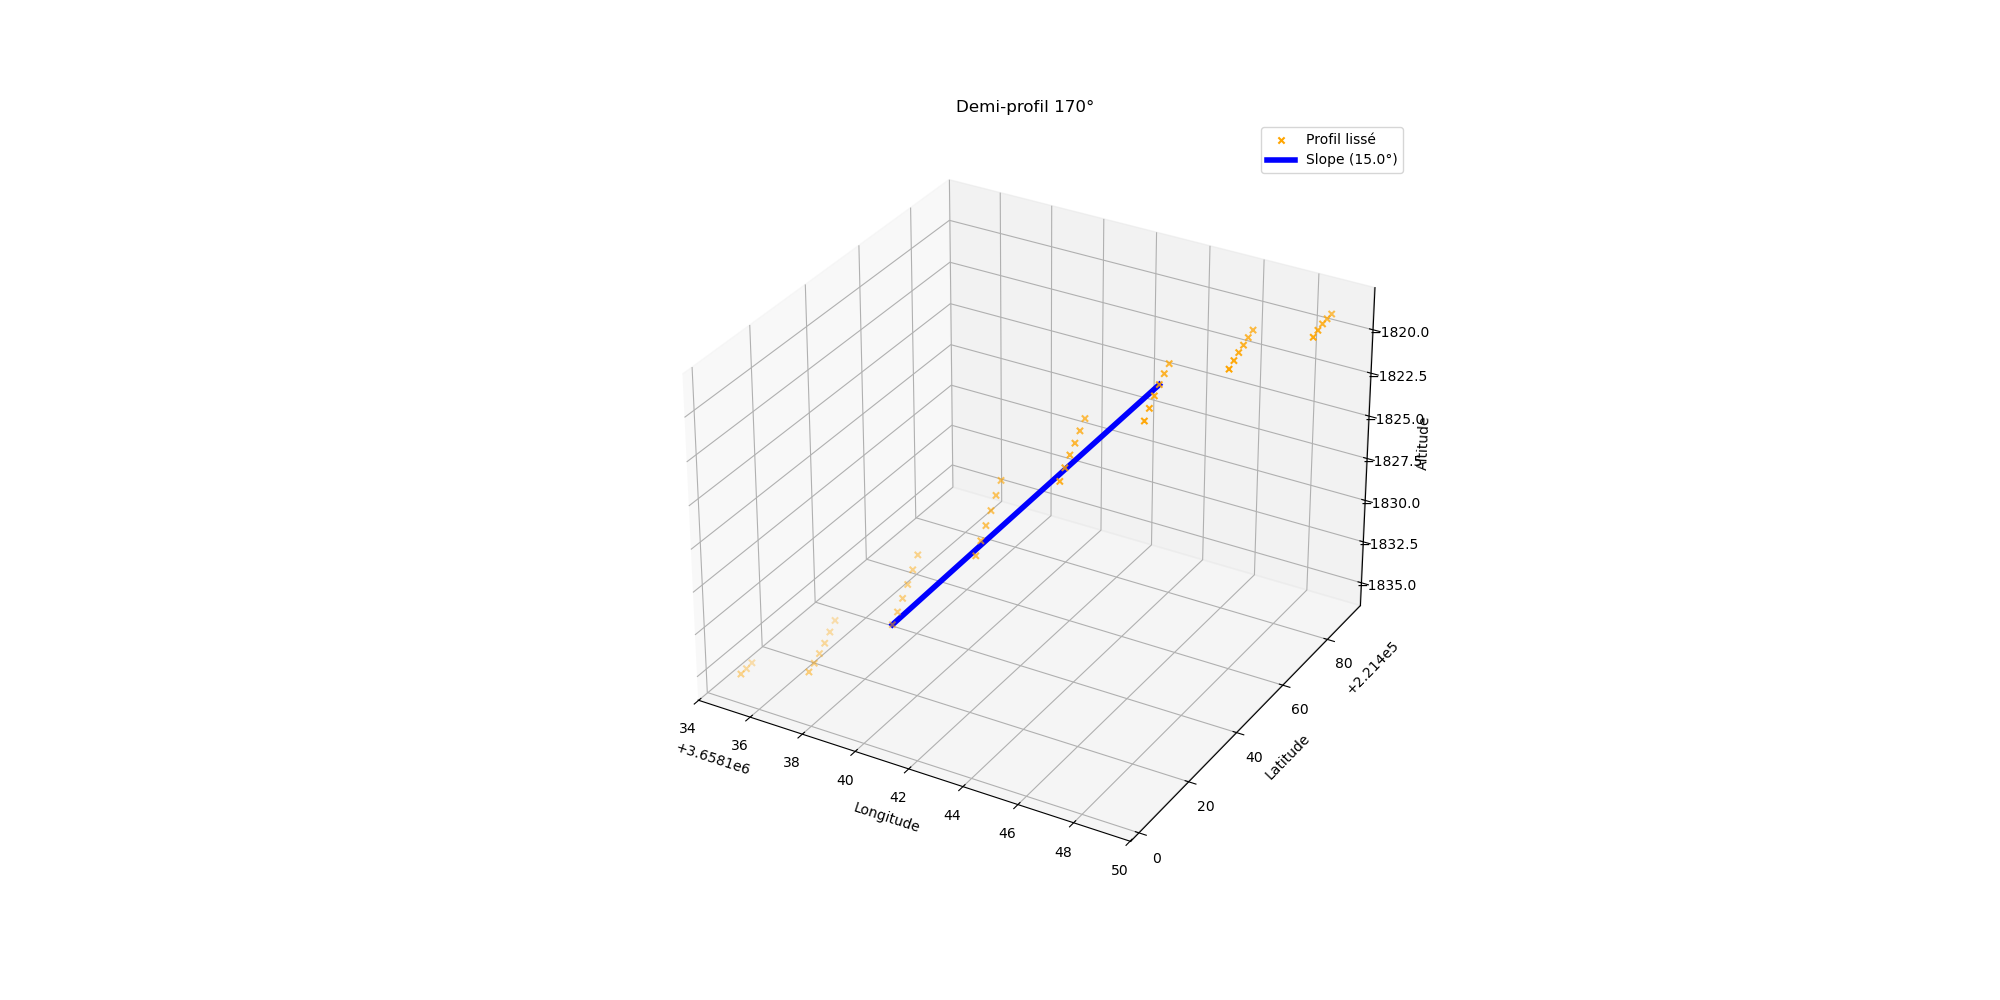 Demi-profil 170°
Profil lissé
Slope (15.0°)
−1820.0
−1822.5
−1825.0
−1827.5
−1830.0
−1832.5
−1835.0
Altitude
34
36
38
40
42
44
46
48
50
+3.6581e6
Longitude
0
20
40
60
80
+2.214e5
Latitude